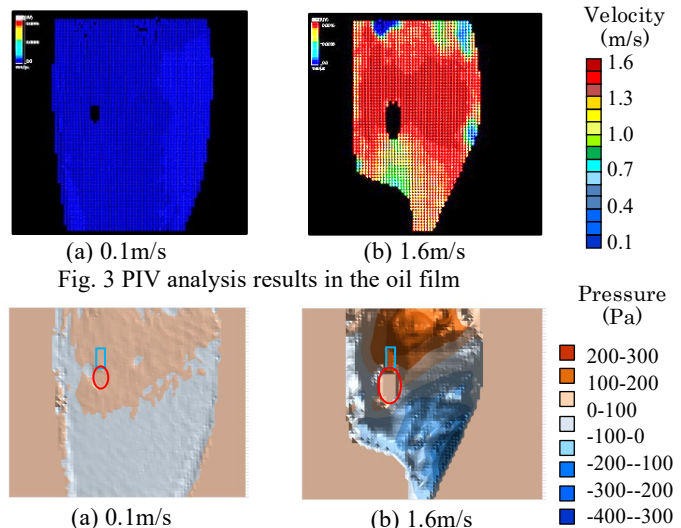 Velocity
(m/s)
1.6
1.3
1.0
0.7
0.4
0.1
(a) 0.1m/s
(b) 1.6m/s
Fig. 3 PIV analysis results in the oil film
Pressure
(Pa)
200-300
100-200
0-100
-100-0
-200--100
-300--200
-400--300
(a) 0.1m/s
(b) 1.6m/s